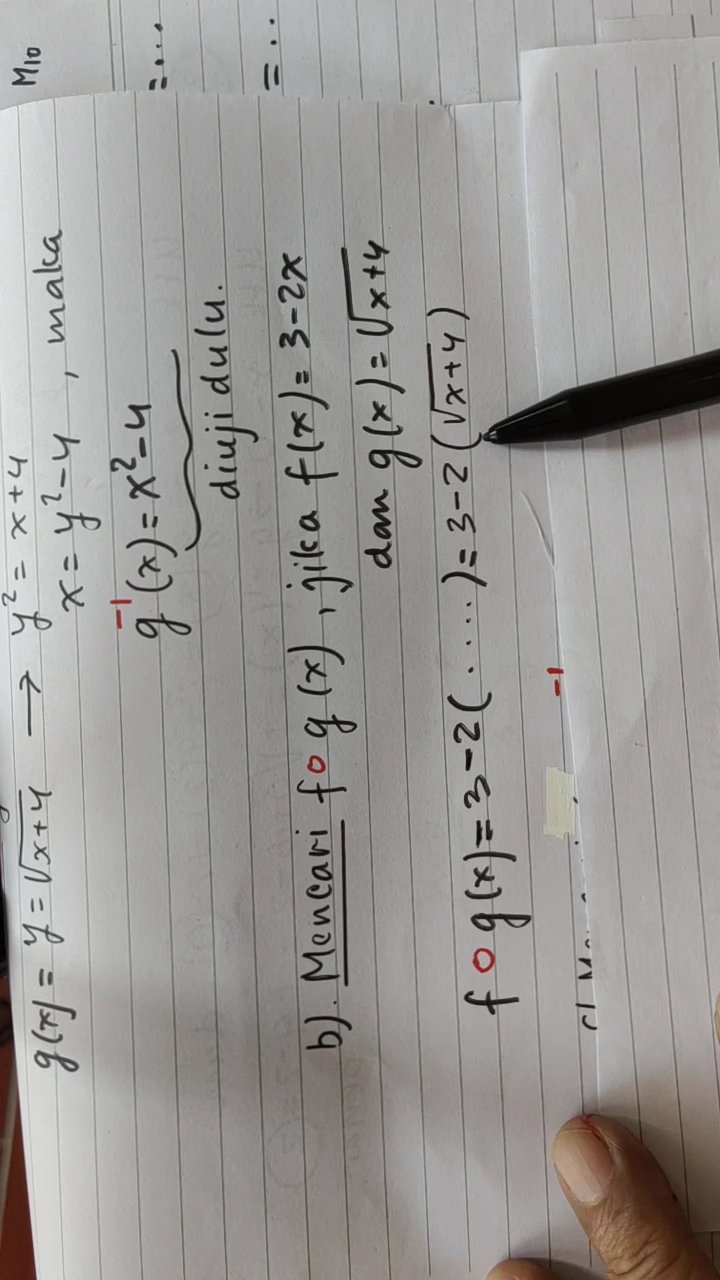 M10
= ...
= ..
g(x) = y = √x+4 → y² = x+4
x = y²-4 , maka
g⁻¹(x) = x²-4
diuji dulu.
b). Mencari f o g (x) , jika f(x) = 3-2x
dan g(x) = √x+4
f o g(x) = 3-2(....) = 3-2(√x+4)
-1